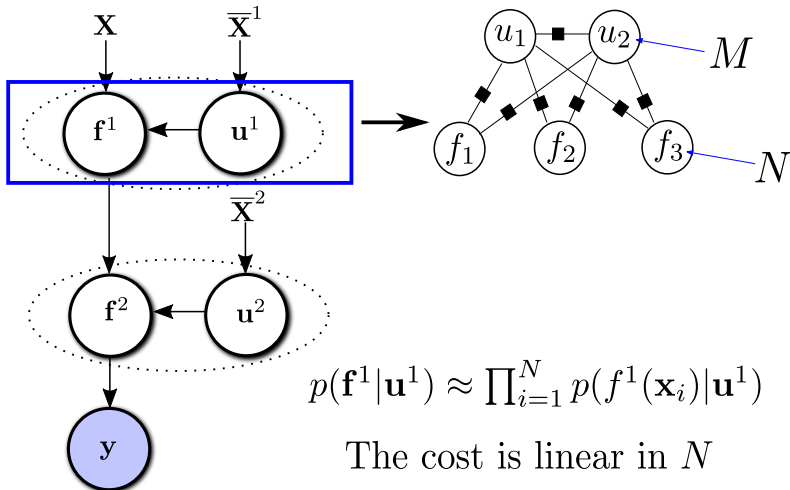 X X̅¹
f¹ u¹
u₁ u₂ M
f₁ f₂ f₃ N
X̅²
f² u²
p(f¹|u¹) ≈ ∏ᵢ₌₁ᴺ p(f¹(xᵢ)|u¹)
y
The cost is linear in N